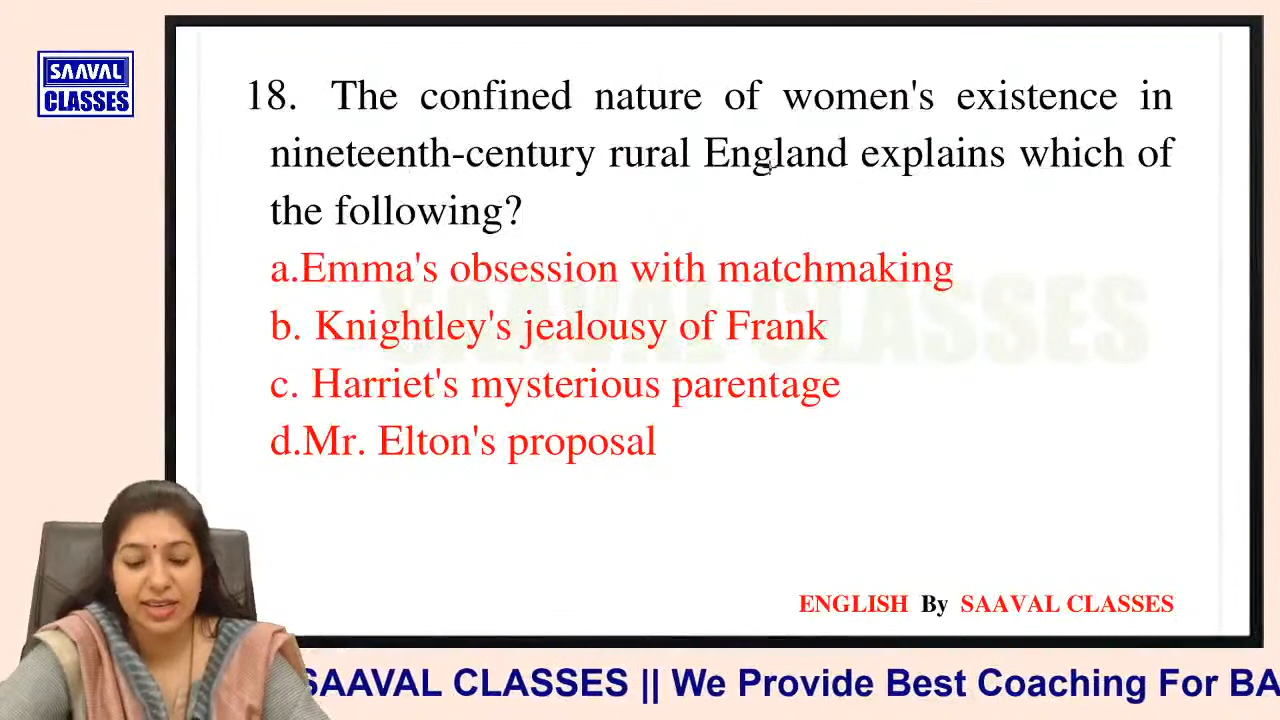 SAAVAL
CLASSES
18. The confined nature of women's existence in
nineteenth-century rural England explains which of
the following?
a.Emma's obsession with matchmaking
b. Knightley's jealousy of Frank
c. Harriet's mysterious parentage
d.Mr. Elton's proposal
SAAVAL CLASSES
ENGLISH By SAAVAL CLASSES
SAAVAL CLASSES || We Provide Best Coaching For BA